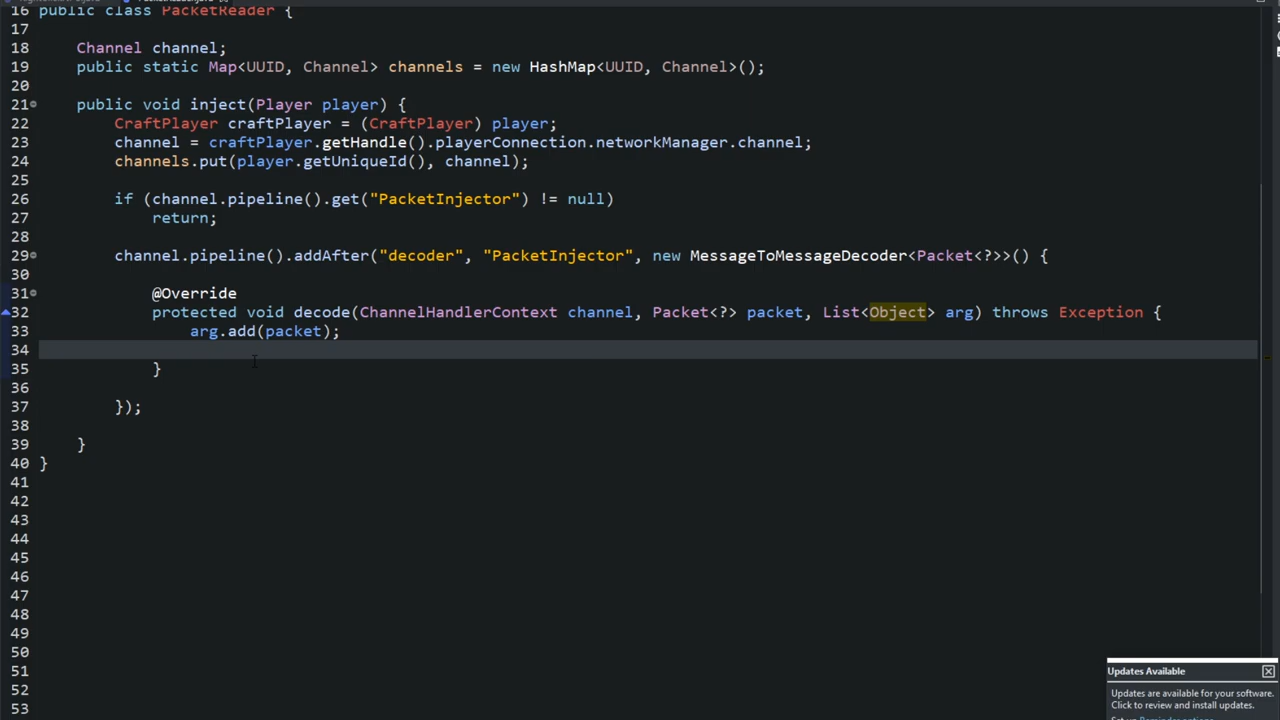 16 public class PacketReader {
17
18 Channel channel;
19 public static Map<UUID, Channel> channels = new HashMap<UUID, Channel>();
20
21 public void inject(Player player) {
22 CraftPlayer craftPlayer = (CraftPlayer) player;
23 channel = craftPlayer.getHandle().playerConnection.networkManager.channel;
24 channels.put(player.getUniqueId(), channel);
25
26 if (channel.pipeline().get("PacketInjector") != null)
27 return;
28
29 channel.pipeline().addAfter("decoder", "PacketInjector", new MessageToMessageDecoder<Packet<?>>() {
30
31 @Override
32 protected void decode(ChannelHandlerContext channel, Packet<?> packet, List<Object> arg) throws Exception {
33 arg.add(packet);
34
35 }
36
37 });
38
39 }
40 }
41
42
43
44
45
46
47
48
49
50
51
52
53
Updates Available
Updates are available for your software.
Click to review and install updates.